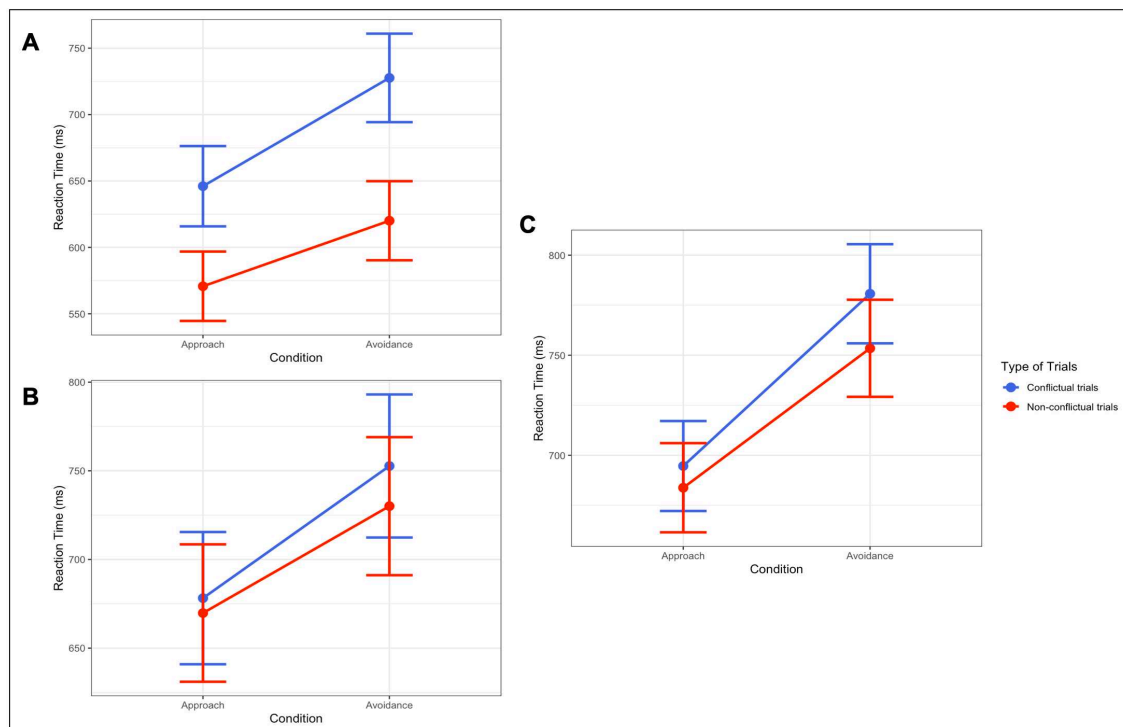 A
750
700
650
600
550
Reaction Time (ms)
Approach
Avoidance
Condition
B
800
750
700
650
Reaction Time (ms)
Approach
Avoidance
Condition
C
800
750
700
Reaction Time (ms)
Approach
Avoidance
Condition
Type of Trials
Conflictual trials
Non-conflictual trials